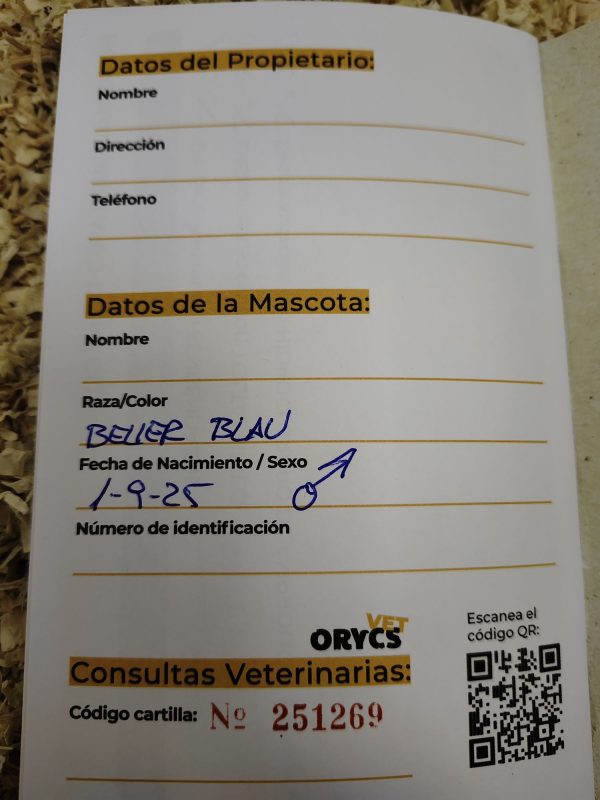 Datos del Propietario:
Nombre
Dirección
Teléfono
Datos de la Mascota:
Nombre
Raza/Color
BELIER BLAU
Fecha de Nacimiento / Sexo
1-9-25 ♂
Número de identificación
VET
ORYCS
Escanea el
código QR:
Consultas Veterinarias:
Código cartilla: Nº 251269